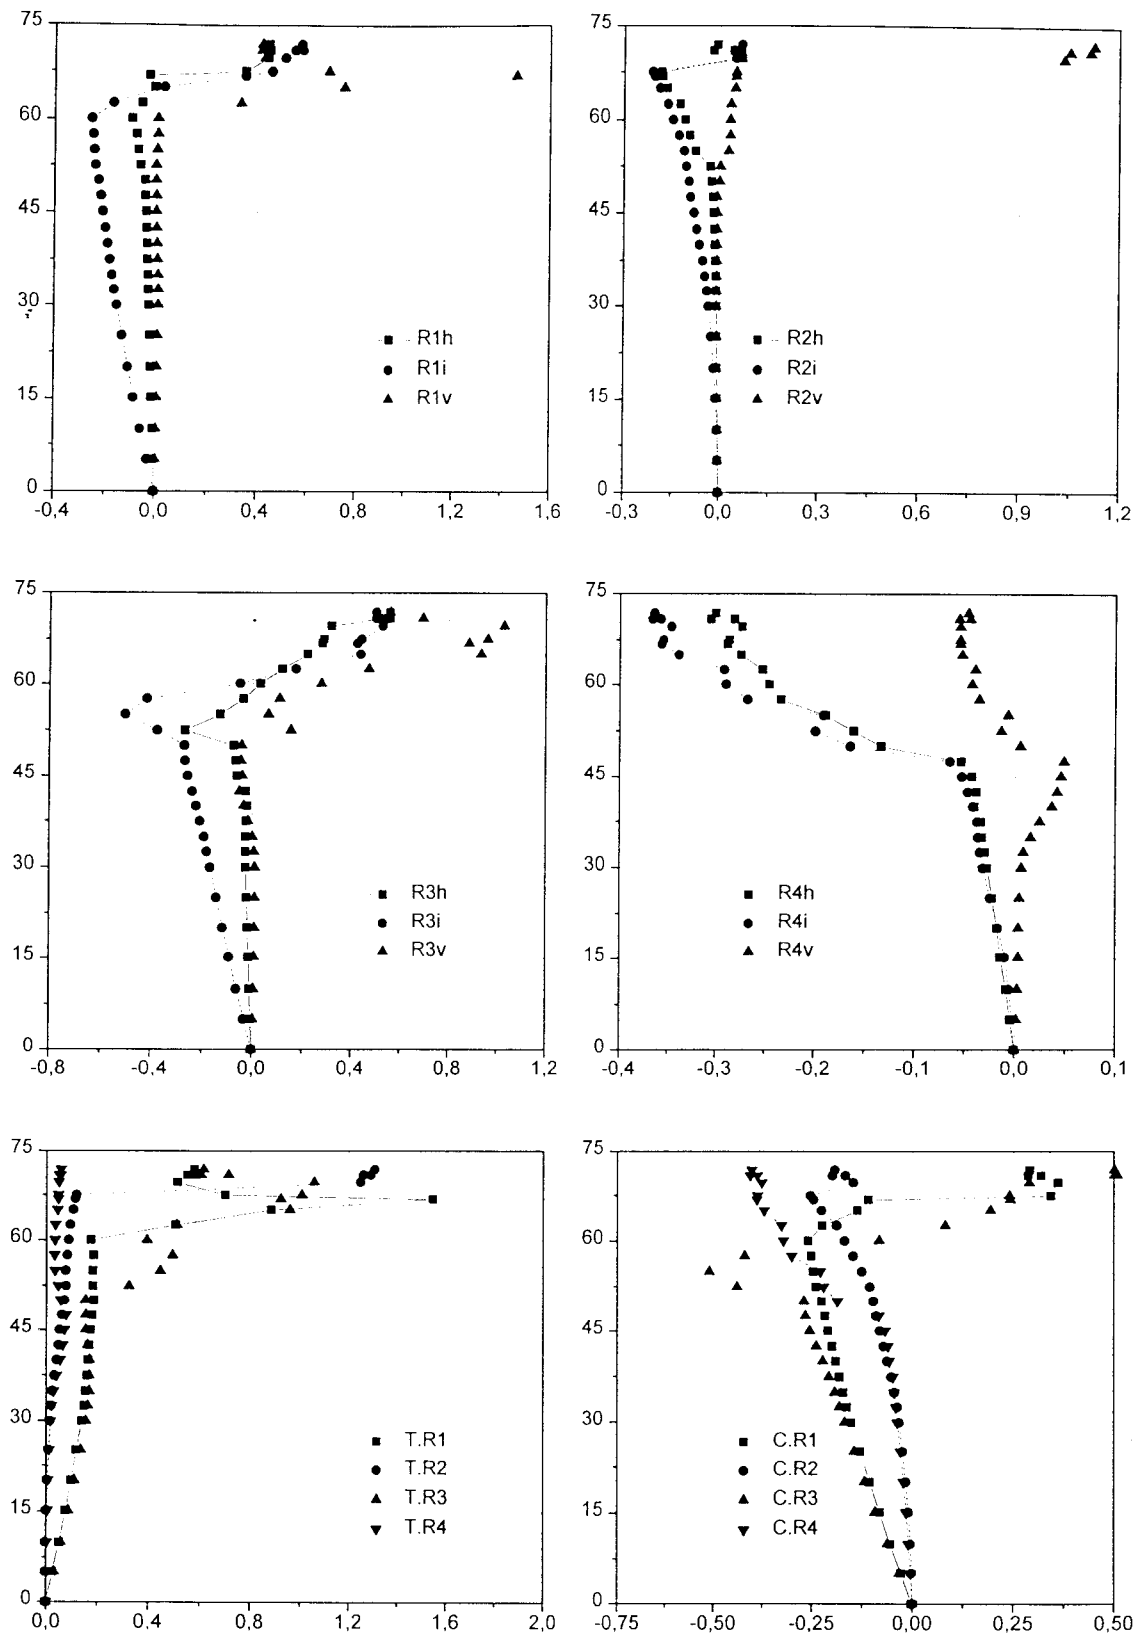 75
60
45
30
15
0
-0,4 0,0 0,4 0,8 1,2 1,6
R1h
R1i
R1v
75
60
45
30
15
0
-0,3 0,0 0,3 0,6 0,9 1,2
R2h
R2i
R2v
75
60
45
30
15
0
-0,8 -0,4 0,0 0,4 0,8 1,2
R3h
R3i
R3v
75
60
45
30
15
0
-0,4 -0,3 -0,2 -0,1 0,0 0,1
R4h
R4i
R4v
75
60
45
30
15
0
0,0 0,4 0,8 1,2 1,6 2,0
T.R1
T.R2
T.R3
T.R4
75
60
45
30
15
0
-0,75 -0,50 -0,25 0,00 0,25 0,50
C.R1
C.R2
C.R3
C.R4